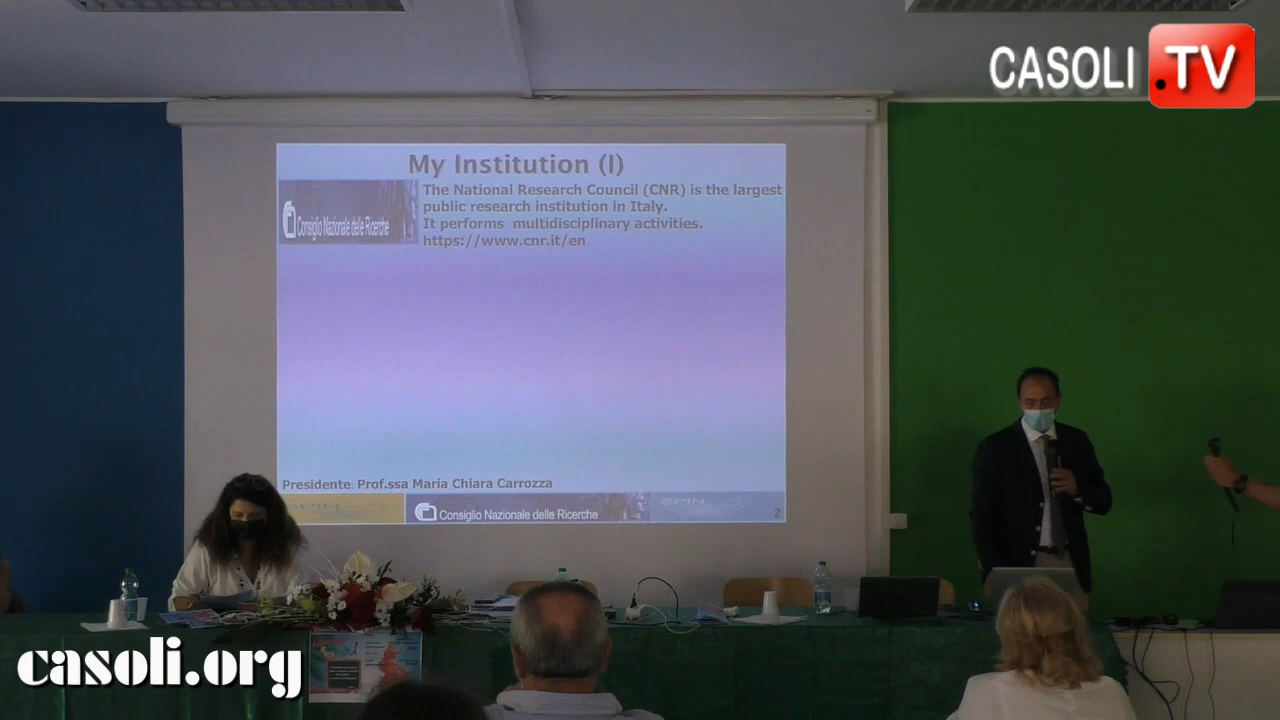 CASOLI.TV
My Institution (I)
The National Research Council (CNR) is the largest
public research institution in Italy.
It performs multidisciplinary activities.
https://www.cnr.it/en
Consiglio Nazionale delle Ricerche
Presidente: Prof.ssa Maria Chiara Carrozza
Consiglio Nazionale delle Ricerche
SPIN
2
casoli.org